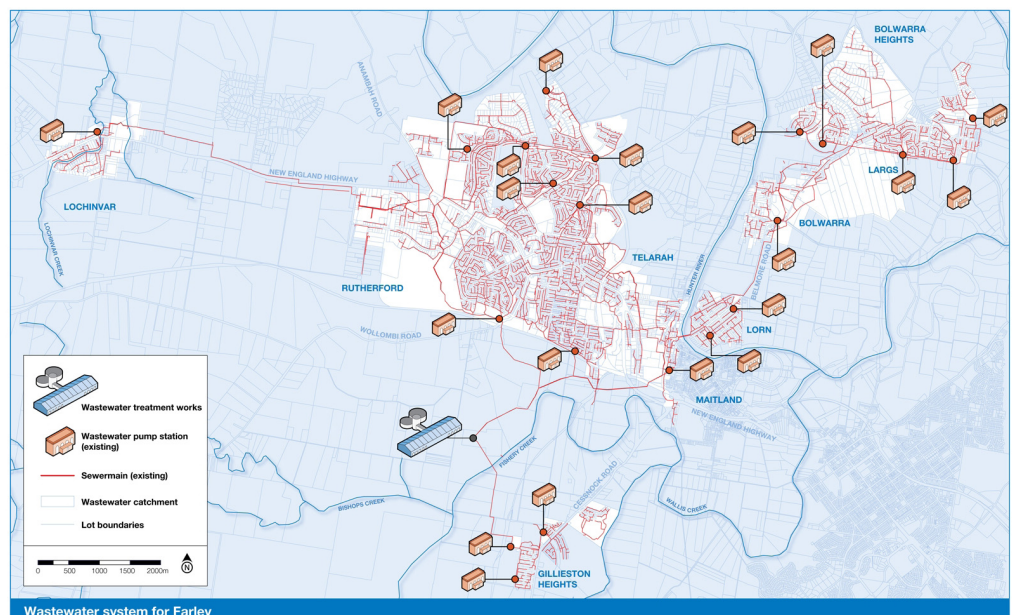 BOLWARRA
HEIGHTS
ANAMBAH ROAD
NEW ENGLAND HIGHWAY
LARGS
LOCHINVAR
BOLWARRA
LOCHINVAR CREEK
TELARAH
HUNTER RIVER
BELMORE ROAD
RUTHERFORD
LORN
WOLLOMBI ROAD
MAITLAND
NEW ENGLAND HIGHWAY
Wastewater treatment works
Wastewater pump station
(existing)
Sewermain (existing)
Wastewater catchment
Lot boundaries
0 500 1000 1500 2000m
N
FISHERY CREEK
CESSNOCK ROAD
BISHOPS CREEK
WALLIS CREEK
GILLIESTON
HEIGHTS
Wastewater system for Farley